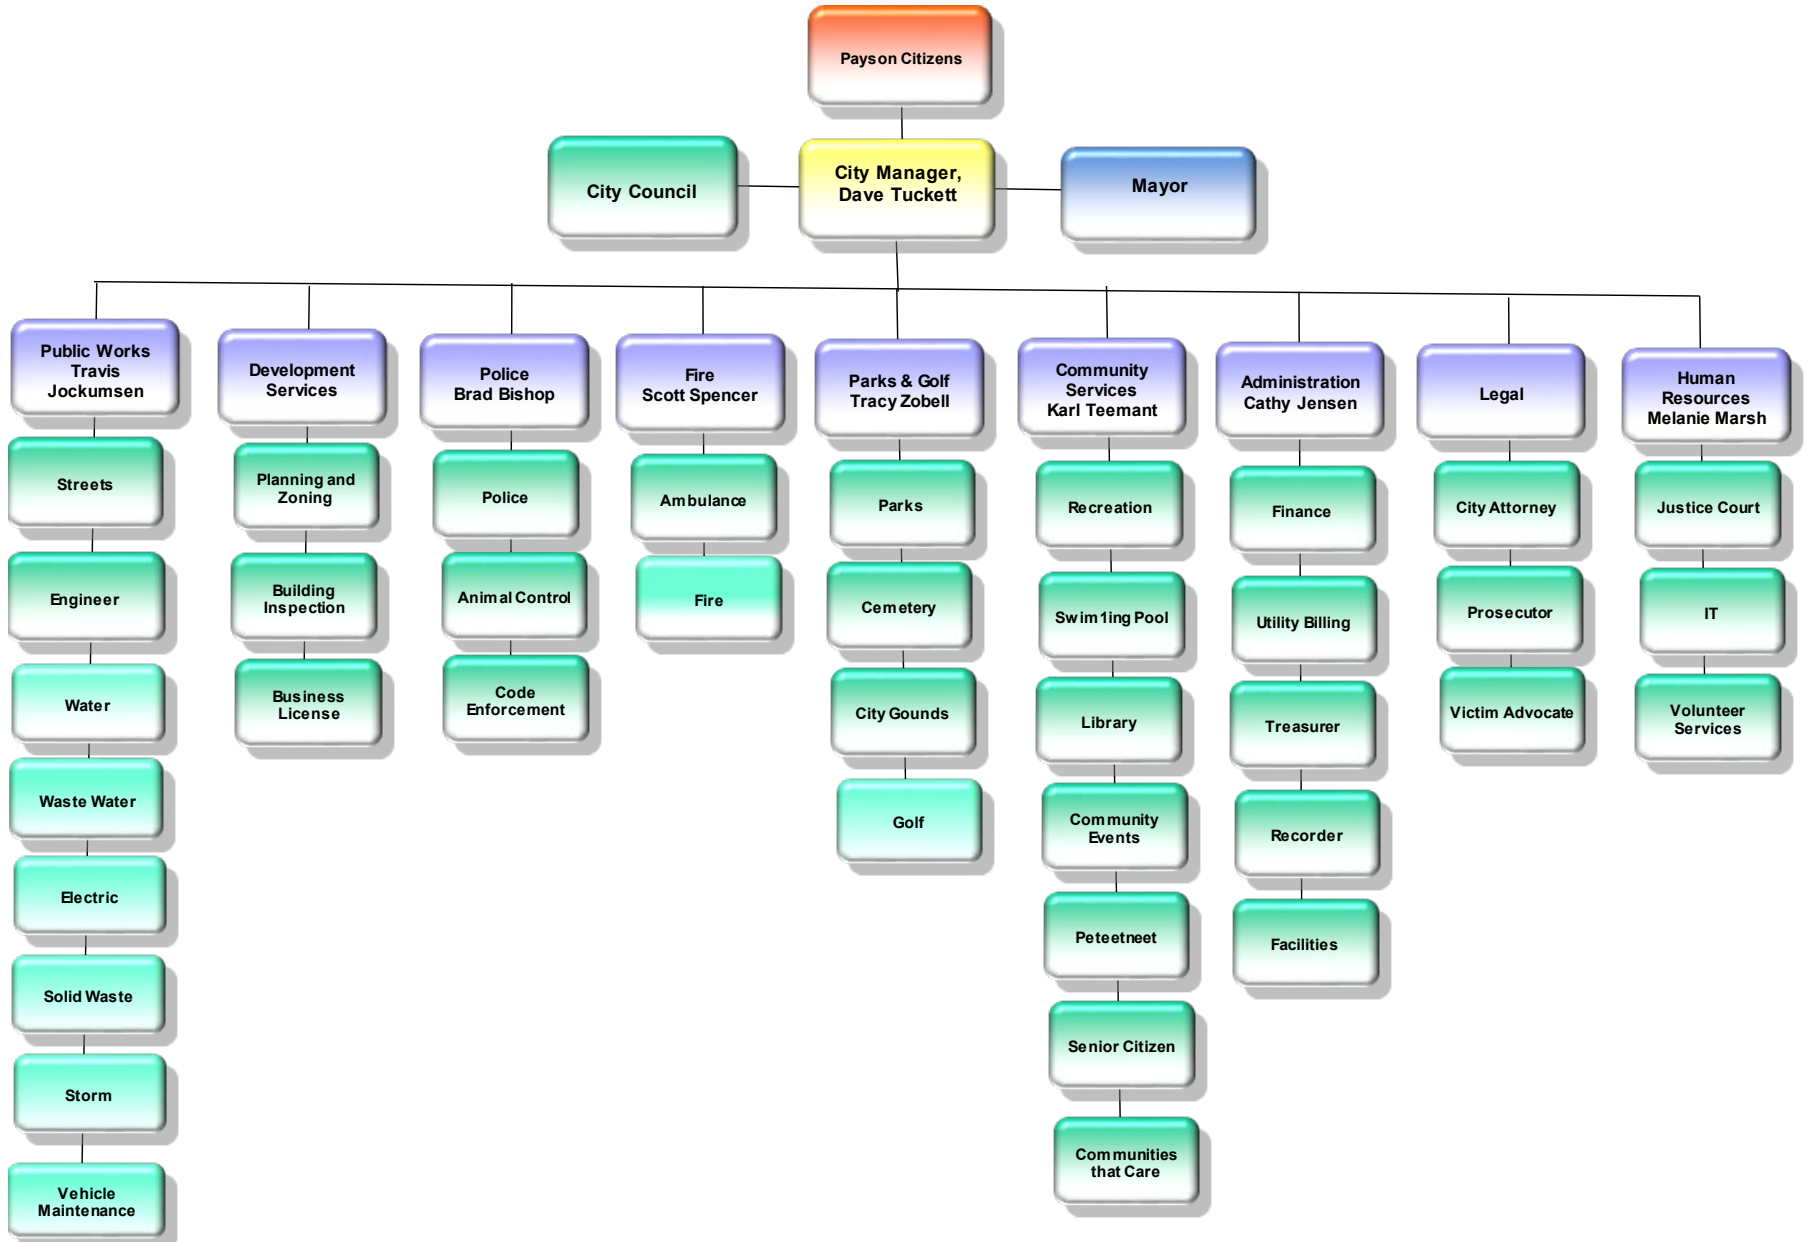 Payson Citizens
City Council
City Manager,
Dave Tuckett
Mayor
Public Works
Travis
Jockumsen
Development
Services
Police
Brad Bishop
Fire
Scott Spencer
Parks & Golf
Tracy Zobell
Community
Services
Karl Teemant
Administration
Cathy Jensen
Legal
Human
Resources
Melanie Marsh
Streets
Engineer
Water
Waste Water
Electric
Solid Waste
Storm
Vehicle
Maintenance
Planning and
Zoning
Building
Inspection
Business
License
Police
Animal Control
Code
Enforcement
Ambulance
Fire
Parks
Cemetery
City Gounds
Golf
Recreation
Swim1ing Pool
Library
Community
Events
Peteetneet
Senior Citizen
Communities
that Care
Finance
Utility Billing
Treasurer
Recorder
Facilities
City Attorney
Prosecutor
Victim Advocate
Justice Court
IT
Volunteer
Services